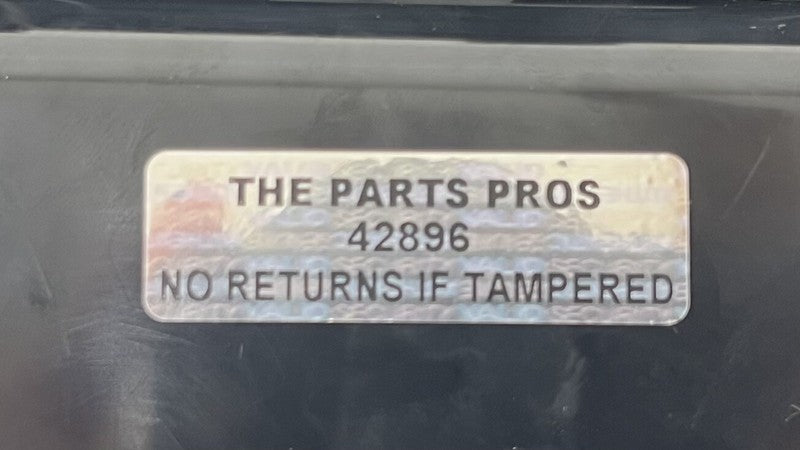 THE PARTS PROS
42896
NO RETURNS IF TAMPERED